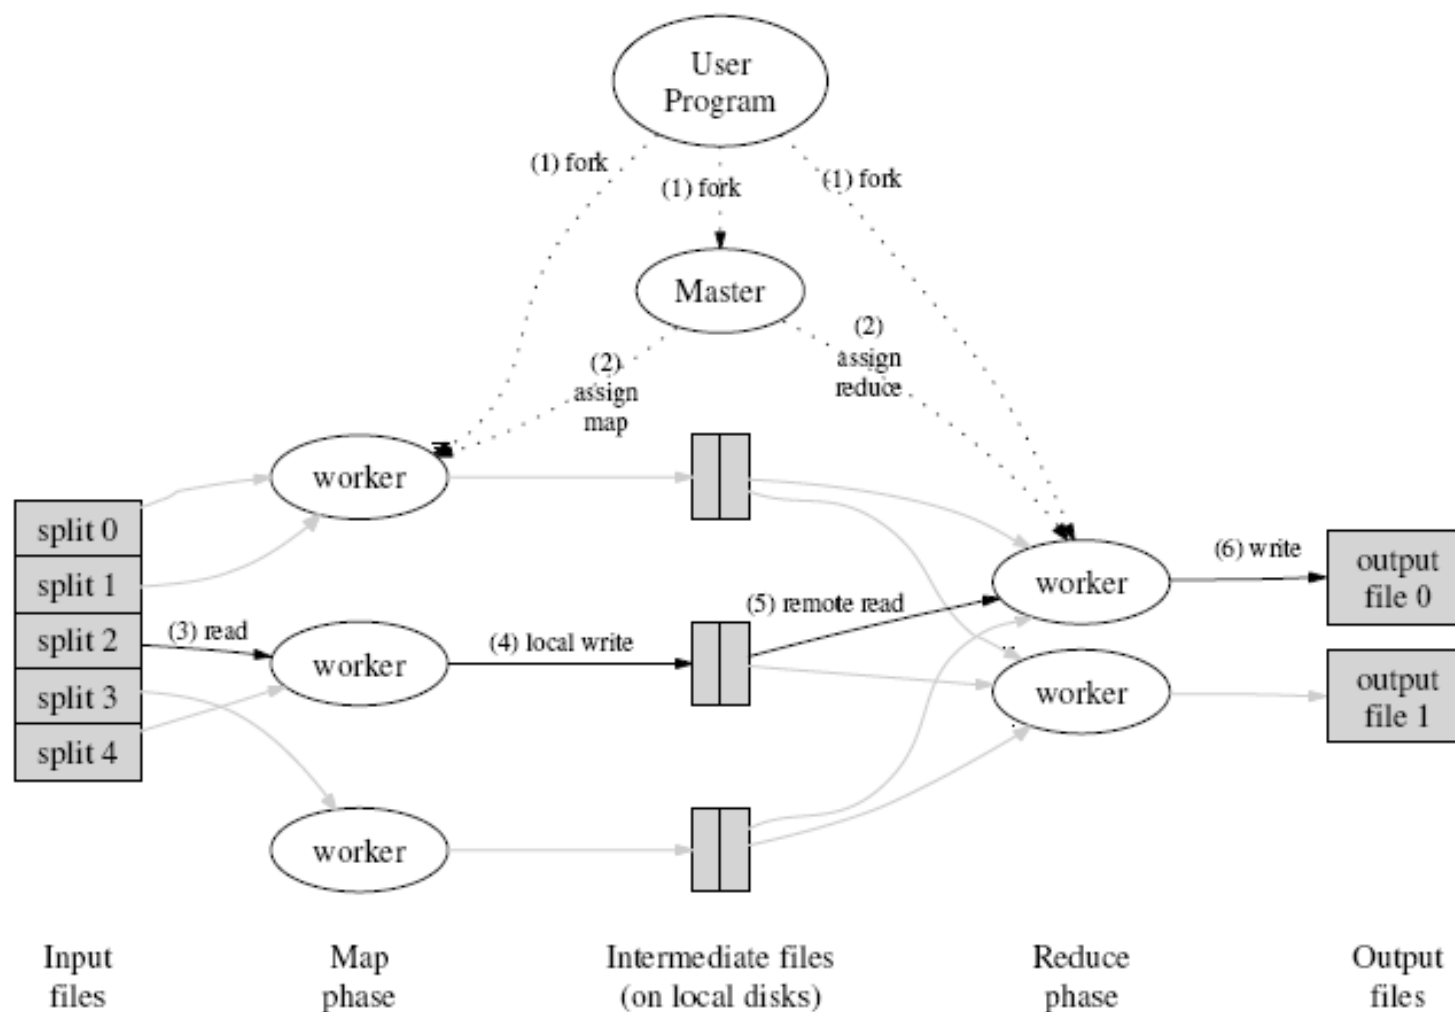 User
Program
(1) fork
(1) fork
(1) fork
Master
(2)
assign
map
(2)
assign
reduce
worker
split 0
split 1
split 2
split 3
split 4
(3) read
worker
(4) local write
(5) remote read
worker
(6) write
output
file 0
worker
output
file 1
worker
Input
files
Map
phase
Intermediate files
(on local disks)
Reduce
phase
Output
files